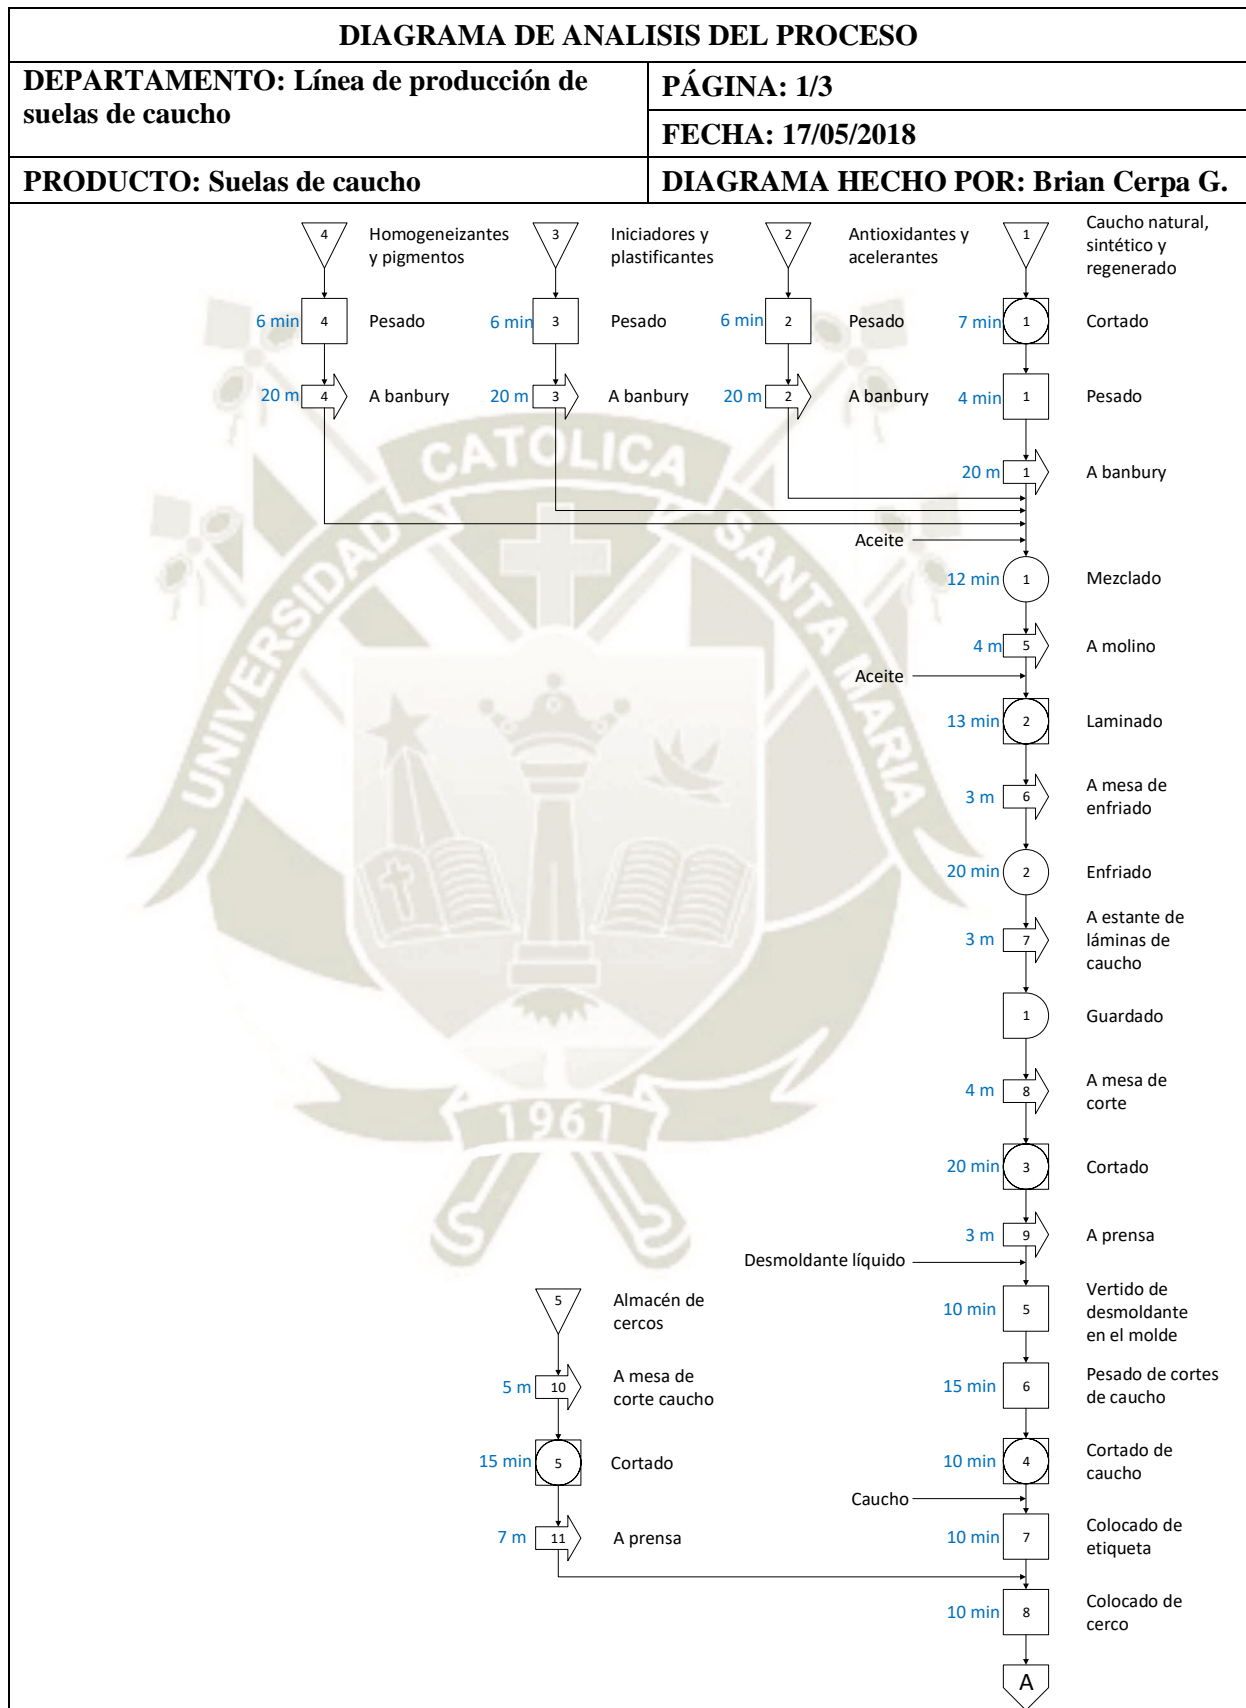 DIAGRAMA DE ANALISIS DEL PROCESO
DEPARTAMENTO: Línea de producción de
suelas de caucho
PÁGINA: 1/3
FECHA: 17/05/2018
PRODUCTO: Suelas de caucho
DIAGRAMA HECHO POR: Brian Cerpa G.
4
Homogeneizantes
y pigmentos
3
Iniciadores y
plastificantes
2
Antioxidantes y
acelerantes
1
Caucho natural,
sintético y
regenerado
6 min 4 Pesado
6 min 3 Pesado
6 min 2 Pesado
7 min 1 Cortado
20 m 4 A banbury
20 m 3 A banbury
20 m 2 A banbury
4 min 1 Pesado
20 m 1 A banbury
Aceite
12 min 1 Mezclado
4 m 5 A molino
Aceite
13 min 2 Laminado
3 m 6
A mesa de
enfriado
20 min 2 Enfriado
3 m 7
A estante de
láminas de
caucho
1 Guardado
4 m 8
A mesa de
corte
20 min 3 Cortado
3 m 9 A prensa
Desmoldante líquido
5
Almacén de
cercos
10 min 5
Vertido de
desmoldante
en el molde
5 m 10
A mesa de
corte caucho
15 min 6
Pesado de cortes
de caucho
15 min 5 Cortado
10 min 4
Cortado de
caucho
Caucho
7 m 11 A prensa
10 min 7
Colocado de
etiqueta
10 min 8
Colocado de
cerco
A
UNIVERSIDAD CATOLICA SANTA MARIA
1961